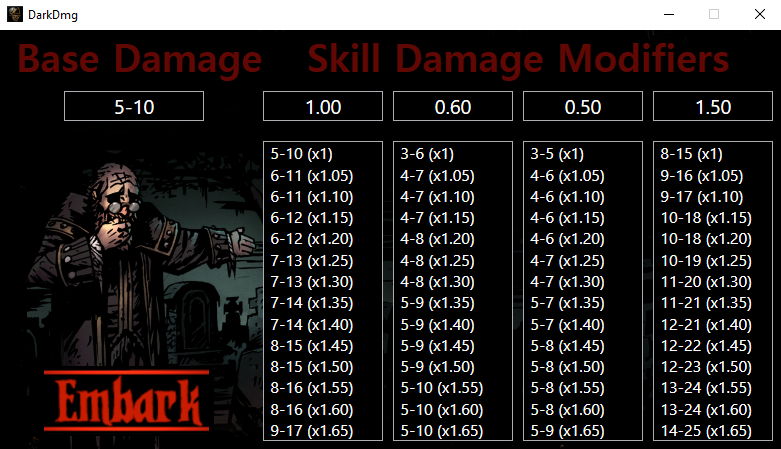 DarkDmg
Base Damage
Skill Damage Modifiers
5-10
1.00
0.60
0.50
1.50
5-10 (x1)
6-11 (x1.05)
6-11 (x1.10)
6-12 (x1.15)
6-12 (x1.20)
7-13 (x1.25)
7-13 (x1.30)
7-14 (x1.35)
7-14 (x1.40)
8-15 (x1.45)
8-15 (x1.50)
8-16 (x1.55)
8-16 (x1.60)
9-17 (x1.65)
3-6 (x1)
4-7 (x1.05)
4-7 (x1.10)
4-7 (x1.15)
4-8 (x1.20)
4-8 (x1.25)
4-8 (x1.30)
5-9 (x1.35)
5-9 (x1.40)
5-9 (x1.45)
5-9 (x1.50)
5-10 (x1.55)
5-10 (x1.60)
5-10 (x1.65)
3-5 (x1)
4-6 (x1.05)
4-6 (x1.10)
4-6 (x1.15)
4-6 (x1.20)
4-7 (x1.25)
4-7 (x1.30)
5-7 (x1.35)
5-7 (x1.40)
5-8 (x1.45)
5-8 (x1.50)
5-8 (x1.55)
5-8 (x1.60)
5-9 (x1.65)
8-15 (x1)
9-16 (x1.05)
9-17 (x1.10)
10-18 (x1.15)
10-18 (x1.20)
10-19 (x1.25)
11-20 (x1.30)
11-21 (x1.35)
12-21 (x1.40)
12-22 (x1.45)
12-23 (x1.50)
13-24 (x1.55)
13-24 (x1.60)
14-25 (x1.65)
Embark